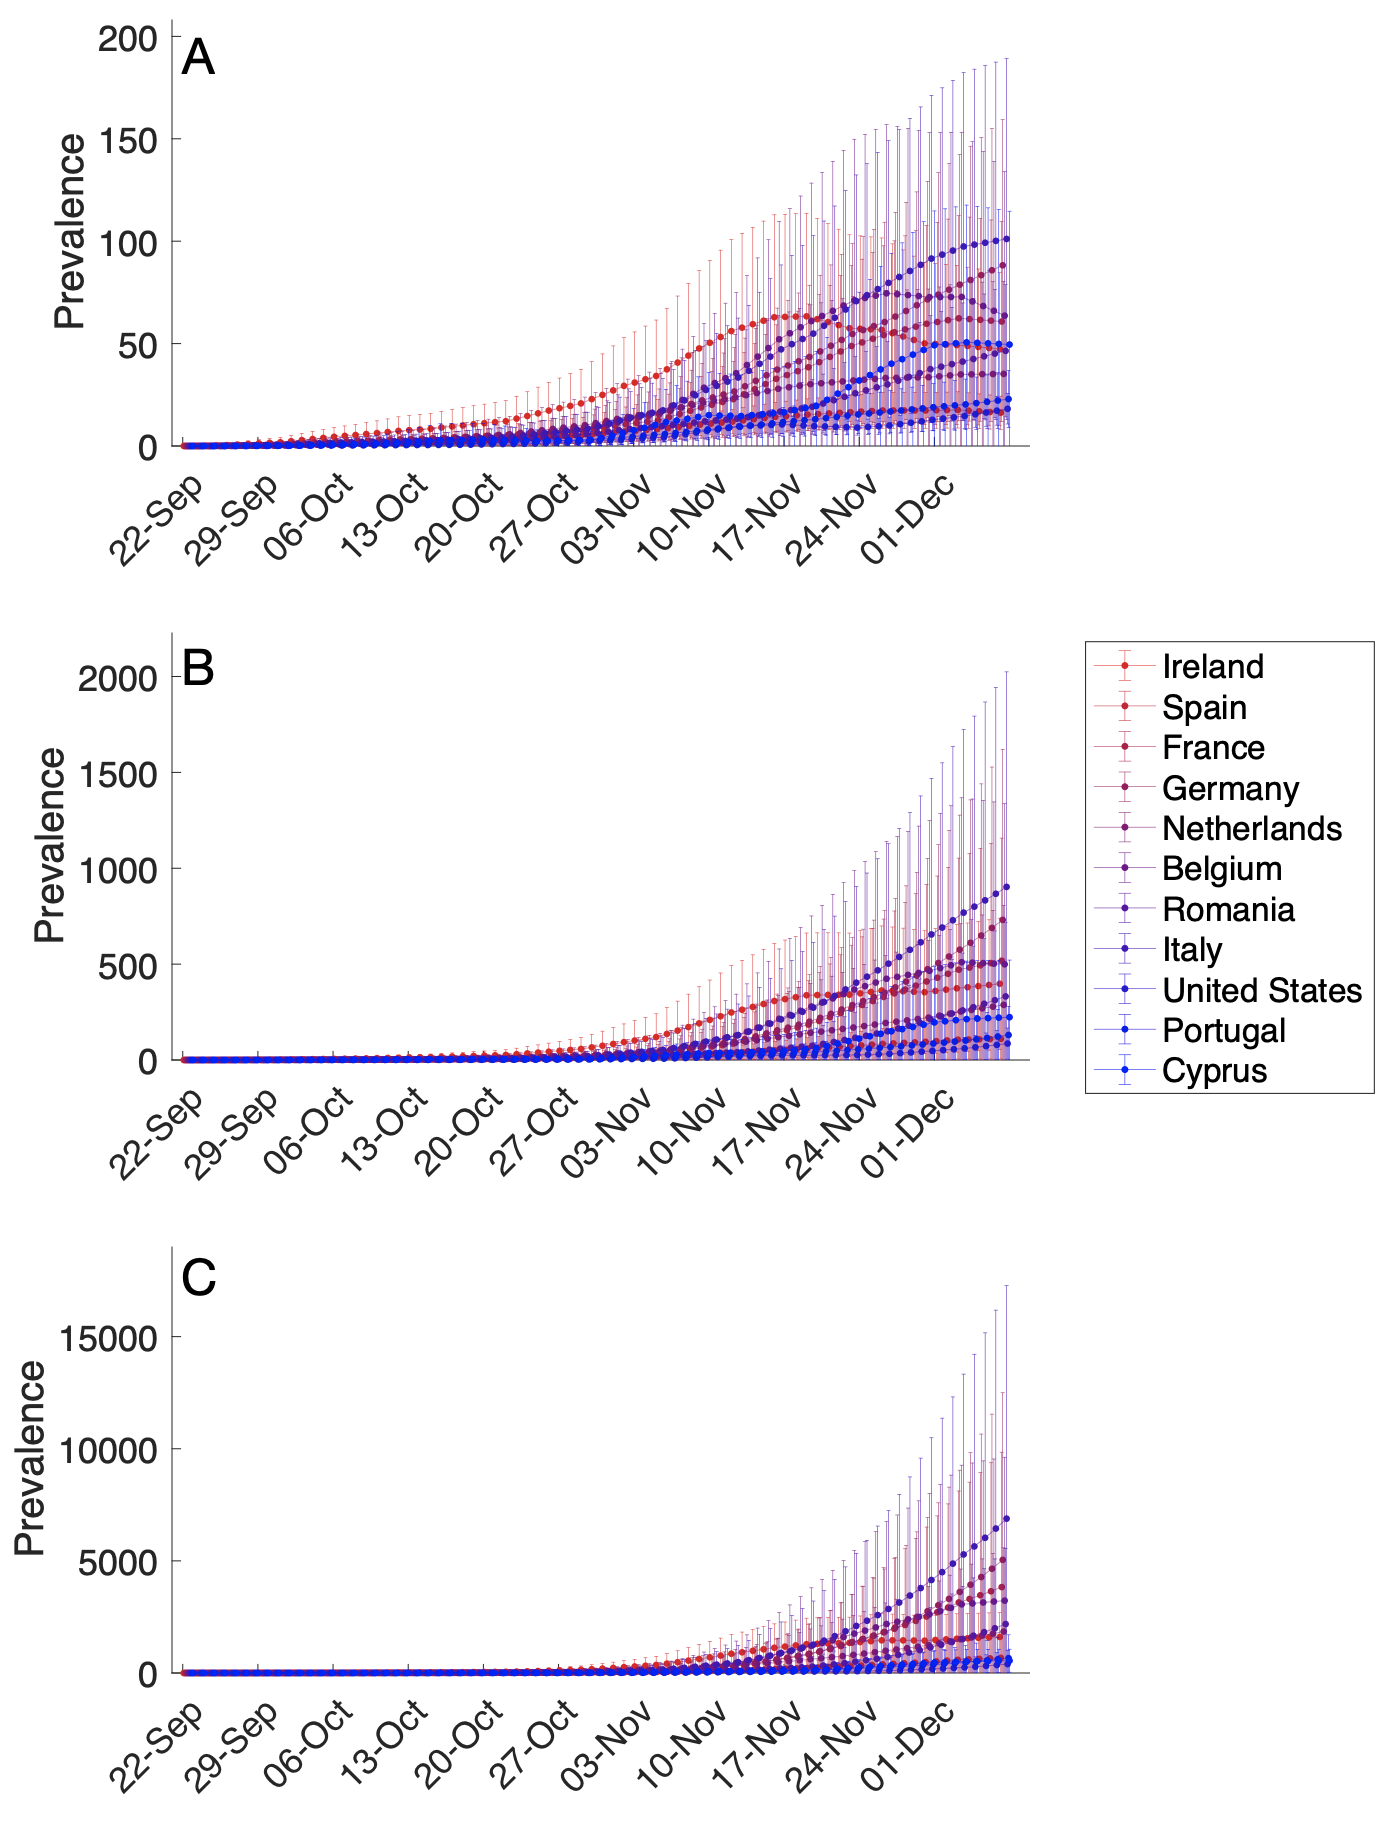 A
200
150
100
50
0
Prevalence
22-Sep
29-Sep
06-Oct
13-Oct
20-Oct
27-Oct
03-Nov
10-Nov
17-Nov
24-Nov
01-Dec
B
2000
1500
1000
500
0
Prevalence
22-Sep
29-Sep
06-Oct
13-Oct
20-Oct
27-Oct
03-Nov
10-Nov
17-Nov
24-Nov
01-Dec
Ireland
Spain
France
Germany
Netherlands
Belgium
Romania
Italy
United States
Portugal
Cyprus
C
15000
10000
5000
0
Prevalence
22-Sep
29-Sep
06-Oct
13-Oct
20-Oct
27-Oct
03-Nov
10-Nov
17-Nov
24-Nov
01-Dec